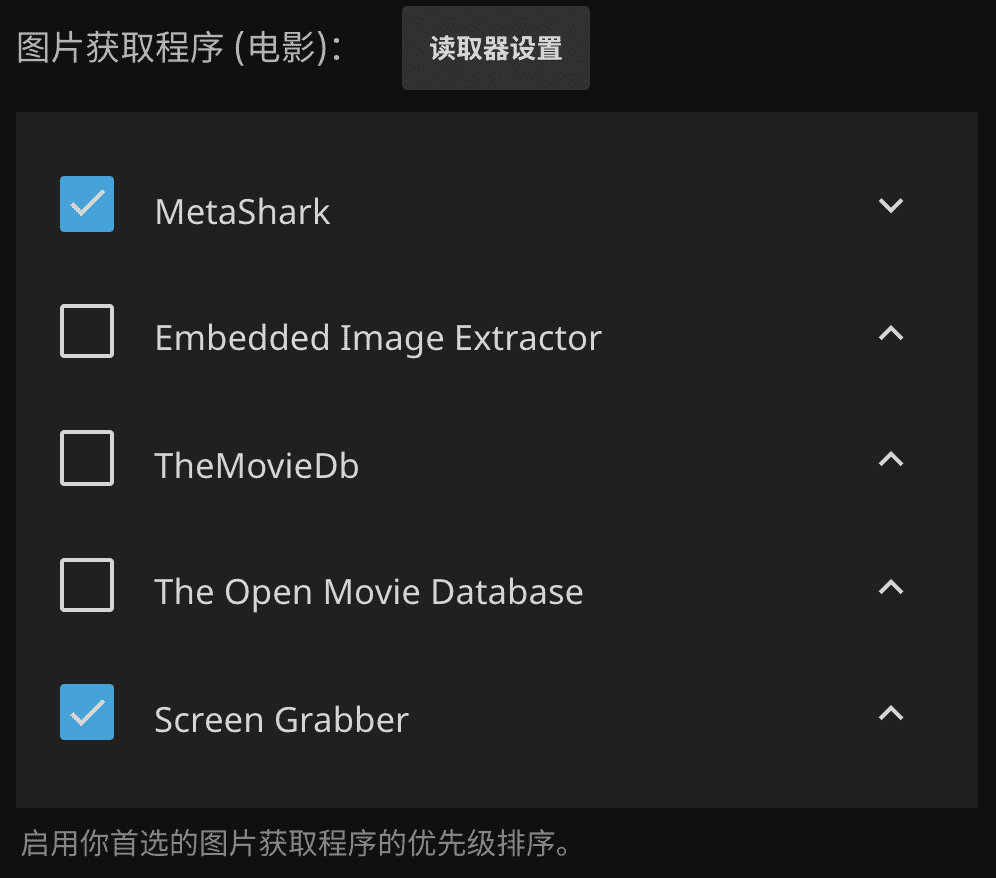 图片获取程序 (电影)： 读取器设置
MetaShark
Embedded Image Extractor
TheMovieDb
The Open Movie Database
Screen Grabber
启用你首选的图片获取程序的优先级排序。